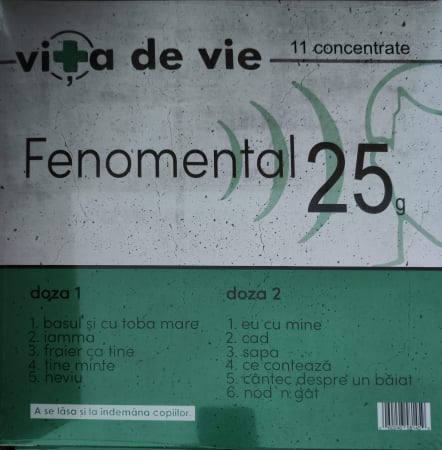 vița de vie
11 concentrate
Fenomental 25g
doza 1
1. basul și cu toba mare
2. iamma
3. fraier ca tine
4. ține minte
5. neviu
A se lăsa și la îndemâna copiilor.
doza 2
1. eu cu mine
2. cad
3. sapa
4. ce contează
5. cântec despre un băiat
6. nod 'n gât